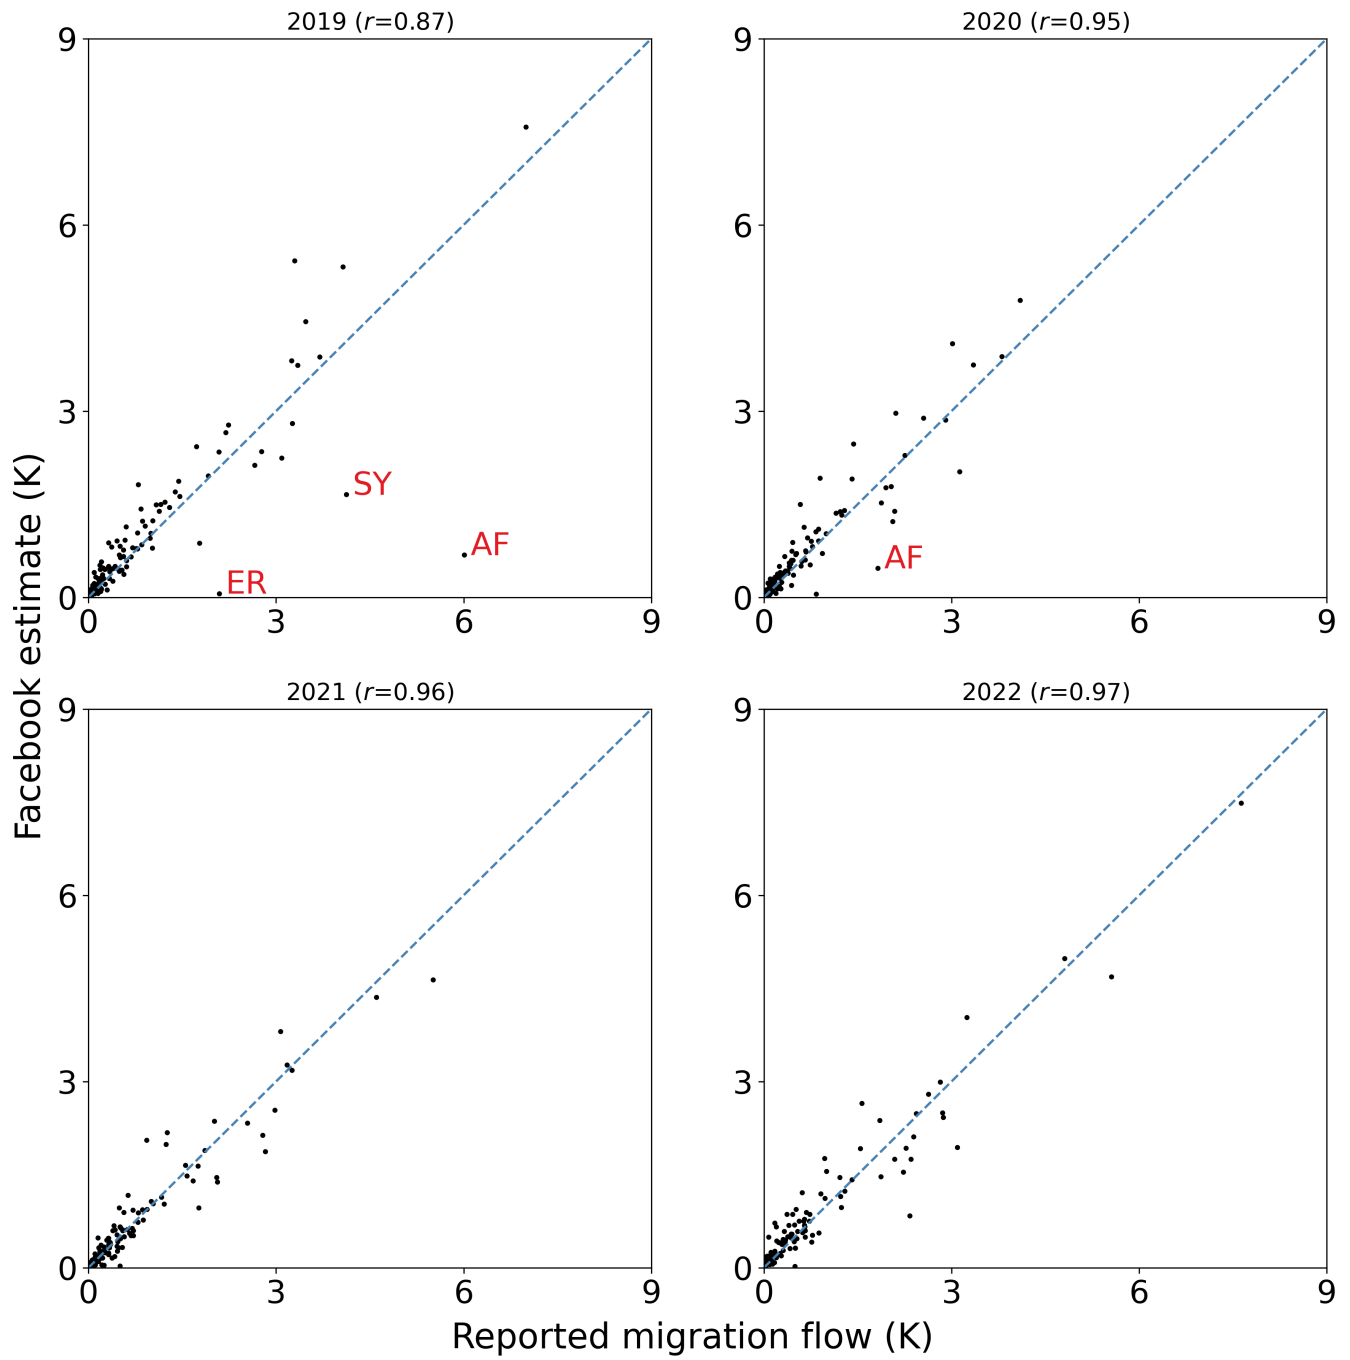 2019 (r=0.87)
9
6
3
0
0 3 6 9
SY
AF
ER
2020 (r=0.95)
9
6
3
0
0 3 6 9
AF
Facebook estimate (K)
2021 (r=0.96)
9
6
3
0
0 3 6 9
2022 (r=0.97)
9
6
3
0
0 3 6 9
Reported migration flow (K)